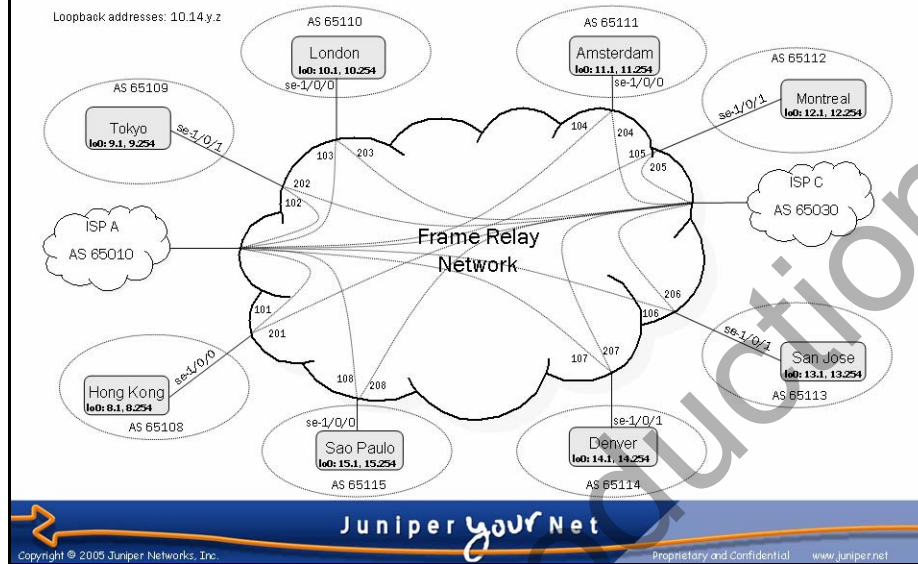 Loopback addresses: 10.14.y.z
AS 65110
London
lo0: 10.1, 10.254
se-1/0/0
AS 65111
Amsterdam
lo0: 11.1, 11.254
se-1/0/0
AS 65112
Montreal
lo0: 12.1, 12.254
se-1/0/1
AS 65109
Tokyo
lo0: 9.1, 9.254
se-1/0/1
103
203
104
204
105
205
202
102
ISP A
AS 65010
ISP C
AS 65030
Frame Relay
Network
101
201
206
106
207
107
108
208
se-1/0/0
Hong Kong
lo0: 8.1, 8.254
AS 65108
se-1/0/0
Sao Paulo
lo0: 15.1, 15.254
AS 65115
se-1/0/1
Denver
lo0: 14.1, 14.254
AS 65114
se-1/0/1
San Jose
lo0: 13.1, 13.254
AS 65113
Juniper your Net
Copyright © 2005 Juniper Networks, Inc.
Proprietary and Confidential
www.juniper.net